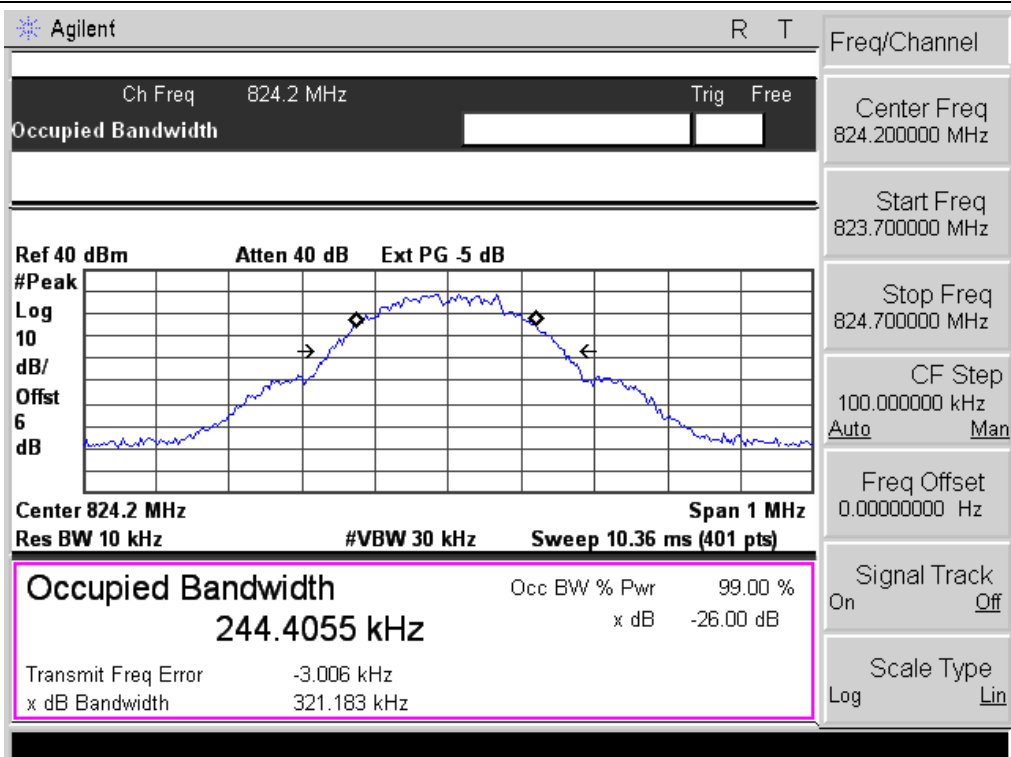 Agilent R T
Ch Freq 824.2 MHz Trig Free
Occupied Bandwidth
Ref 40 dBm Atten 40 dB Ext PG -5 dB
#Peak
Log
10
dB/
Offst
6
dB
Center 824.2 MHz Span 1 MHz
Res BW 10 kHz #VBW 30 kHz Sweep 10.36 ms (401 pts)
Occupied Bandwidth Occ BW % Pwr 99.00 %
244.4055 kHz x dB -26.00 dB
Transmit Freq Error -3.006 kHz
x dB Bandwidth 321.183 kHz
Freq/Channel
Center Freq
824.200000 MHz
Start Freq
823.700000 MHz
Stop Freq
824.700000 MHz
CF Step
100.000000 kHz
Auto Man
Freq Offset
0.00000000 Hz
Signal Track
On Off
Scale Type
Log Lin